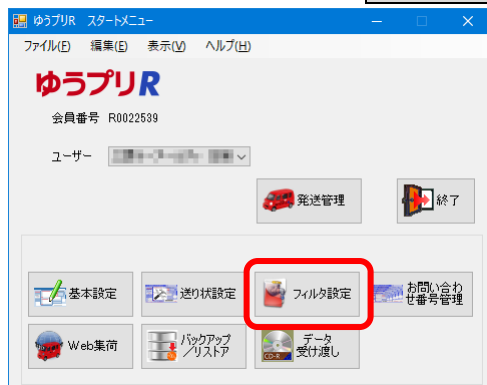 ゆうプリR スタートメニュー
ファイル(F) 編集(E) 表示(V) ヘルプ(H)
ゆうプリR
会員番号 R0022539
ユーザー
発送管理
終了
基本設定
送り状設定
フィルタ設定
お問い合わ
せ番号管理
Web集荷
バックアップ
/リストア
データ
受け渡し